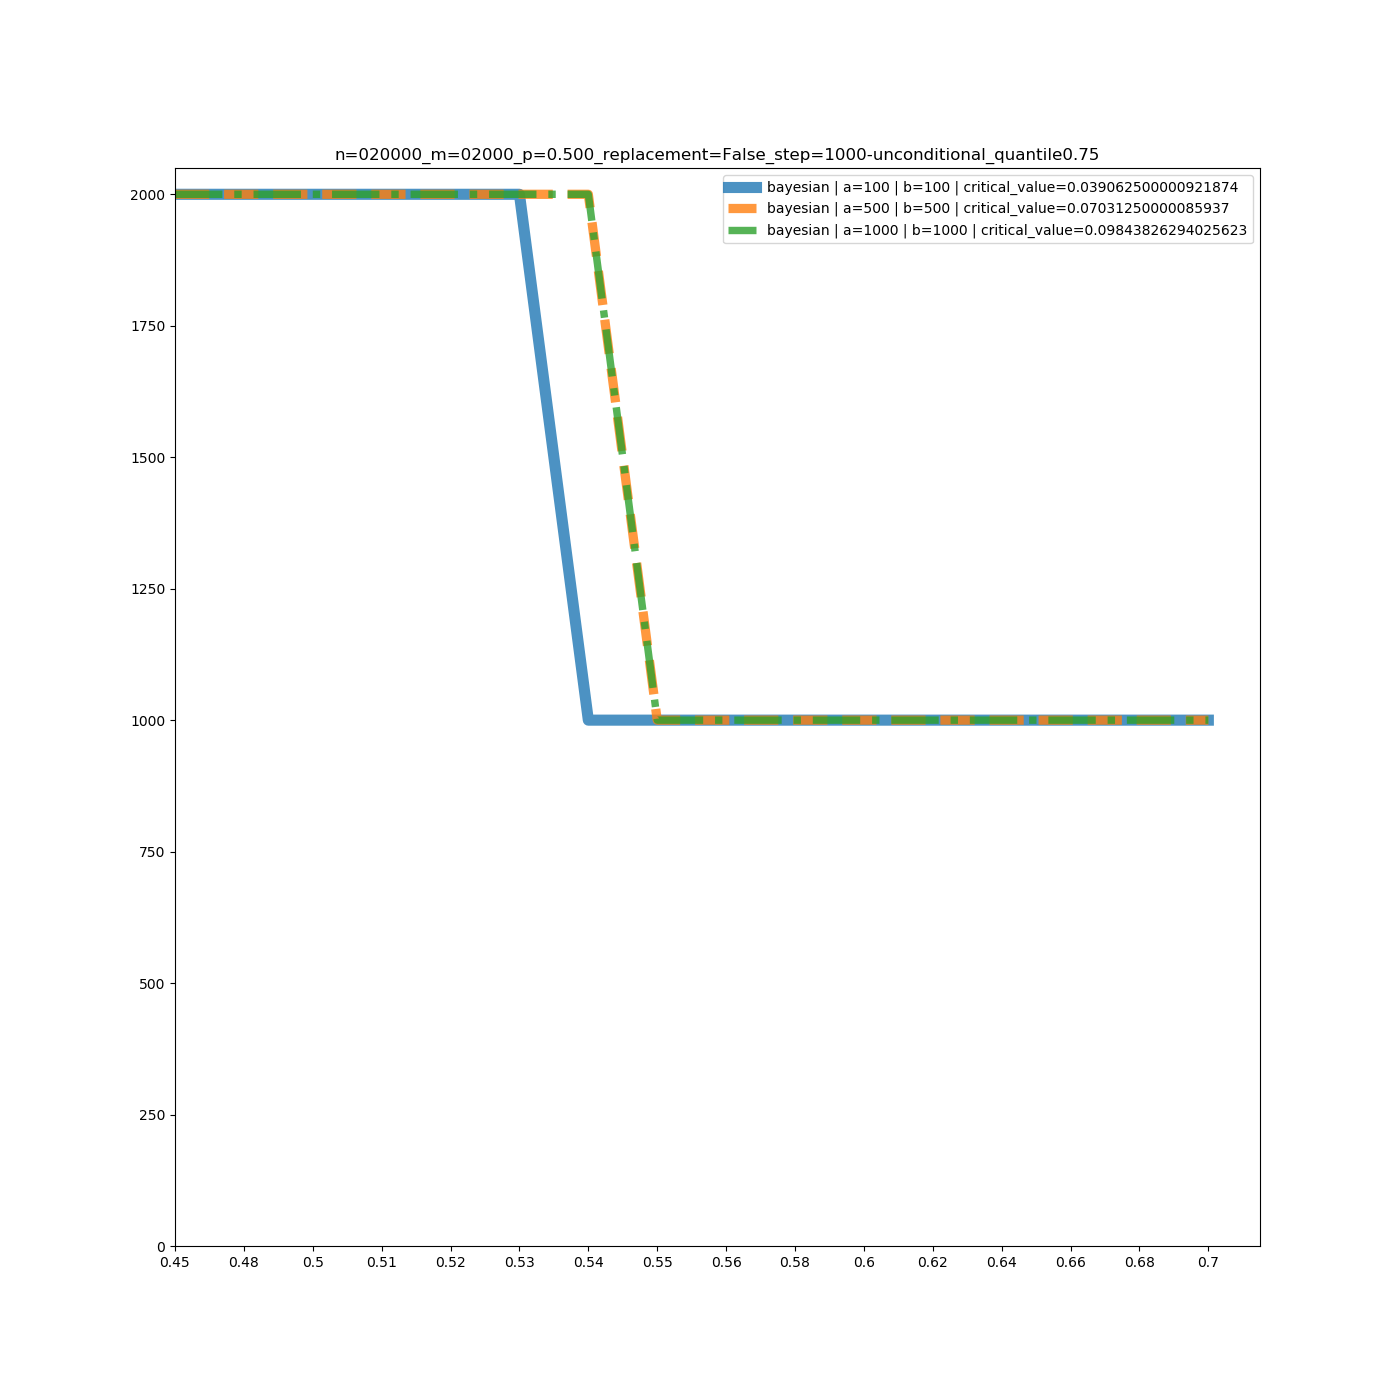 n=020000_m=02000_p=0.500_replacement=False_step=1000-unconditional_quantile0.75
bayesian | a=100 | b=100 | critical_value=0.039062500000921874
bayesian | a=500 | b=500 | critical_value=0.07031250000085937
bayesian | a=1000 | b=1000 | critical_value=0.09843826294025623
2000
1750
1500
1250
1000
750
500
250
0
0.45 0.48 0.5 0.51 0.52 0.53 0.54 0.55 0.56 0.58 0.6 0.62 0.64 0.66 0.68 0.7